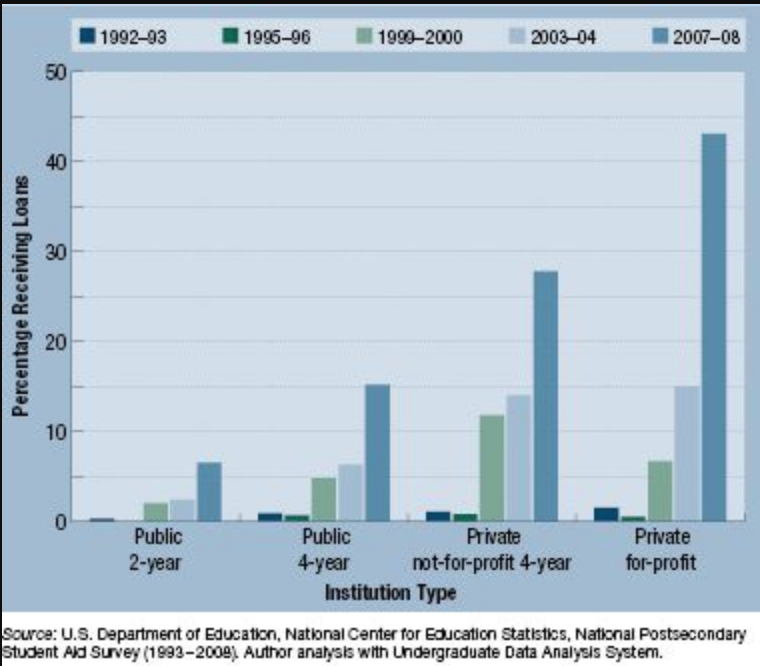 1992–93 1995–96 1999–2000 2003–04 2007–08
50
40
30
20
10
0
Percentage Receiving Loans
Public
2-year
Public
4-year
Private
not-for-profit 4-year
Private
for-profit
Institution Type
Source: U.S. Department of Education, National Center for Education Statistics, National Postsecondary
Student Aid Survey (1993–2008). Author analysis with Undergraduate Data Analysis System.